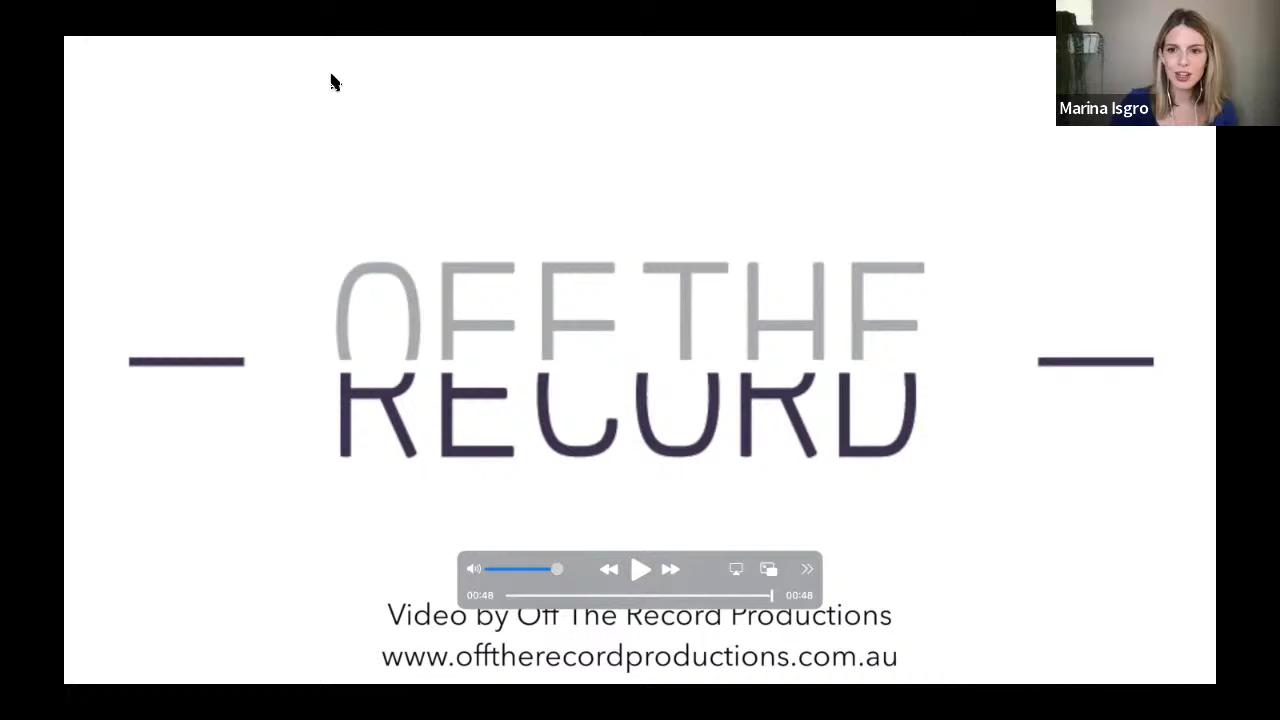 Marina Isgro
OFF THE
RECORD
00:48
00:48
Video by Off The Record Productions
www.offtherecordproductions.com.au